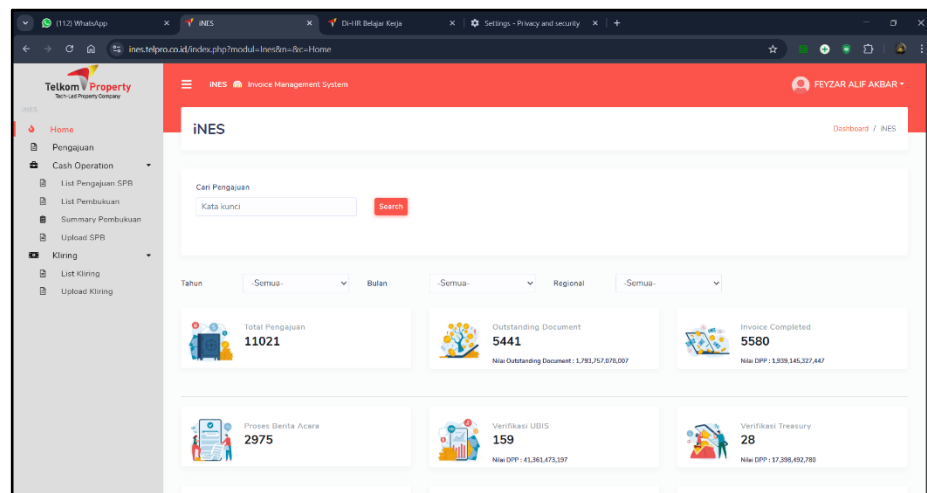 (112) WhatsApp
iNES
Di-HR Belajar Kerja
Settings - Privacy and security
ines.telpro.co.id/index.php?modul=Ines&m=&c=Home
Telkom Property
Tech-Led Property Company
iNES Invoice Management System
FEYZAR ALIF AKBAR
INES
Home
Pengajuan
Cash Operation
List Pengajuan SPB
List Pembukuan
Summary Pembukuan
Upload SPB
Kliring
List Kliring
Upload Kliring
iNES
Dashboard / iNES
Cari Pengajuan
Kata kunci
Search
Tahun -Semua- Bulan -Semua- Regional -Semua-
Total Pengajuan
11021
Outstanding Document
5441
Nilai Outstanding Document : 1,783,757,078,007
Invoice Completed
5580
Nilai DPP : 1,939,145,327,447
Proses Berita Acara
2975
Verifikasi UBIS
159
Nilai DPP : 41,361,473,197
Verifikasi Treasury
28
Nilai DPP : 17,398,492,780